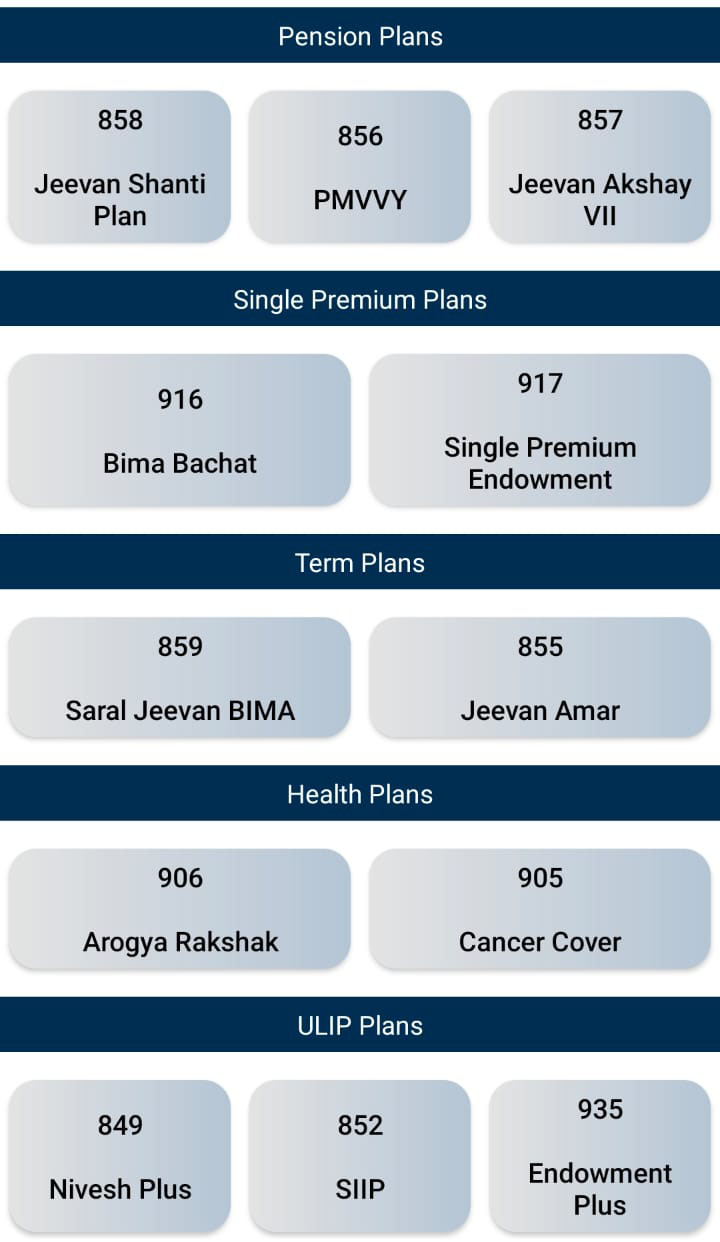 Pension Plans
858
Jeevan Shanti
Plan
856
PMVVY
857
Jeevan Akshay
VII
Single Premium Plans
916
Bima Bachat
917
Single Premium
Endowment
Term Plans
859
Saral Jeevan BIMA
855
Jeevan Amar
Health Plans
906
Arogya Rakshak
905
Cancer Cover
ULIP Plans
849
Nivesh Plus
852
SIIP
935
Endowment
Plus